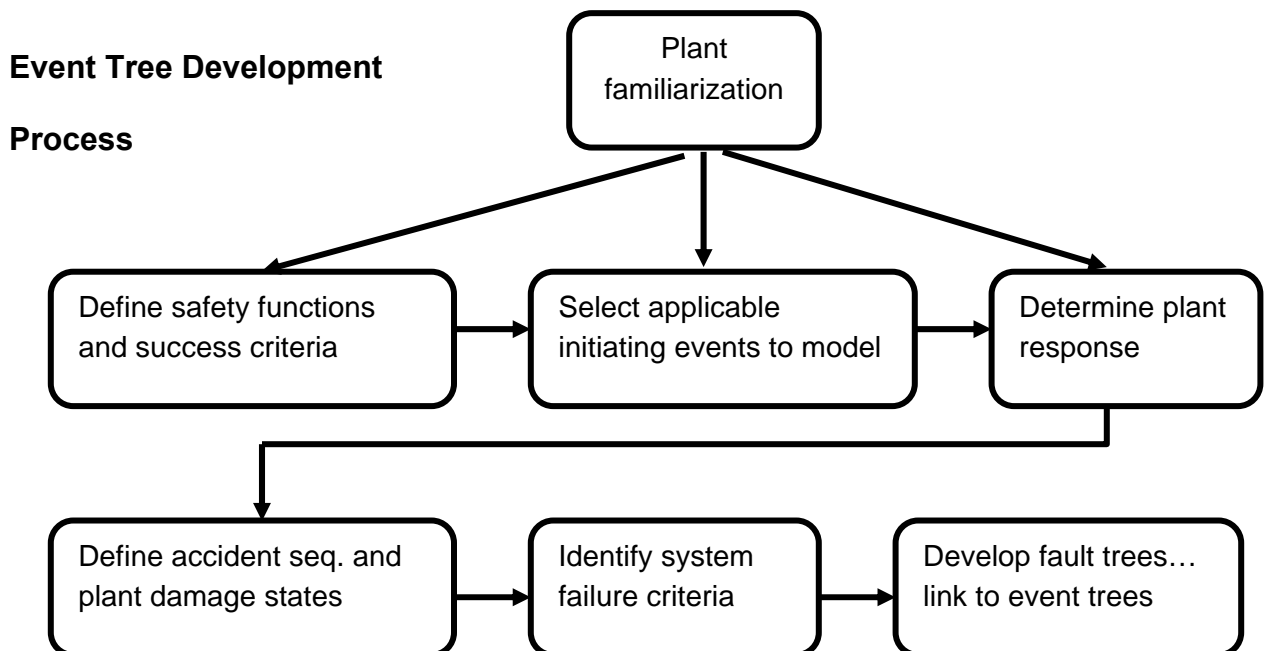 Event Tree Development
Process
Plant
familiarization
Define safety functions
and success criteria
Select applicable
initiating events to model
Determine plant
response
Define accident seq. and
plant damage states
Identify system
failure criteria
Develop fault trees…
link to event trees